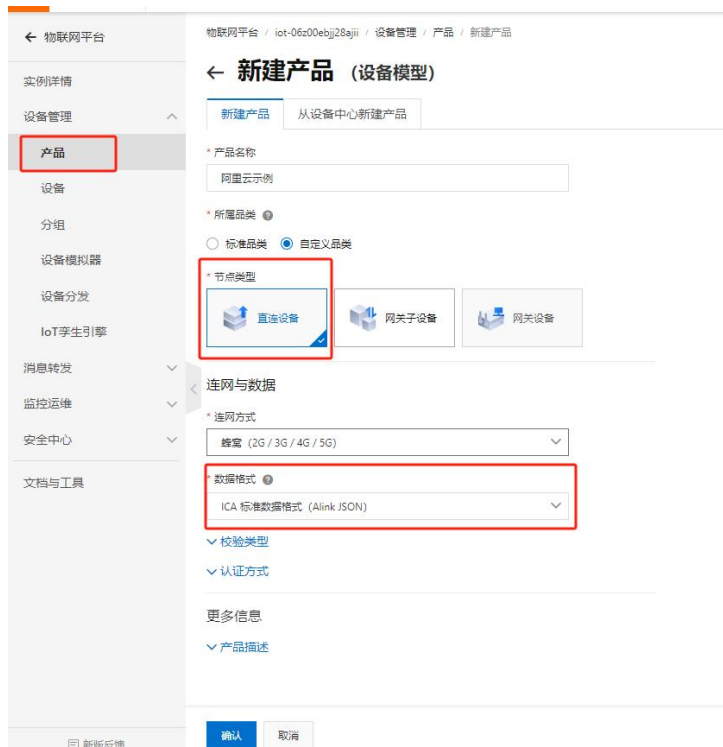 物联网平台
实例详情
设备管理
产品
设备
分组
设备模拟器
设备分发
IoT孪生引擎
消息转发
监控运维
安全中心
文档与工具
新版反馈
物联网平台 / iot-06z00ebjj28ajii / 设备管理 / 产品 / 新建产品
← 新建产品 (设备模型)
新建产品 从设备中心新建产品
* 产品名称
阿里云示例
* 所属品类
标准品类 自定义品类
* 节点类型
直连设备 网关子设备 网关设备
连网与数据
* 连网方式
蜂窝 (2G / 3G / 4G / 5G)
* 数据格式
ICA 标准数据格式 (Alink JSON)
校验类型
认证方式
更多信息
产品描述
确认 取消